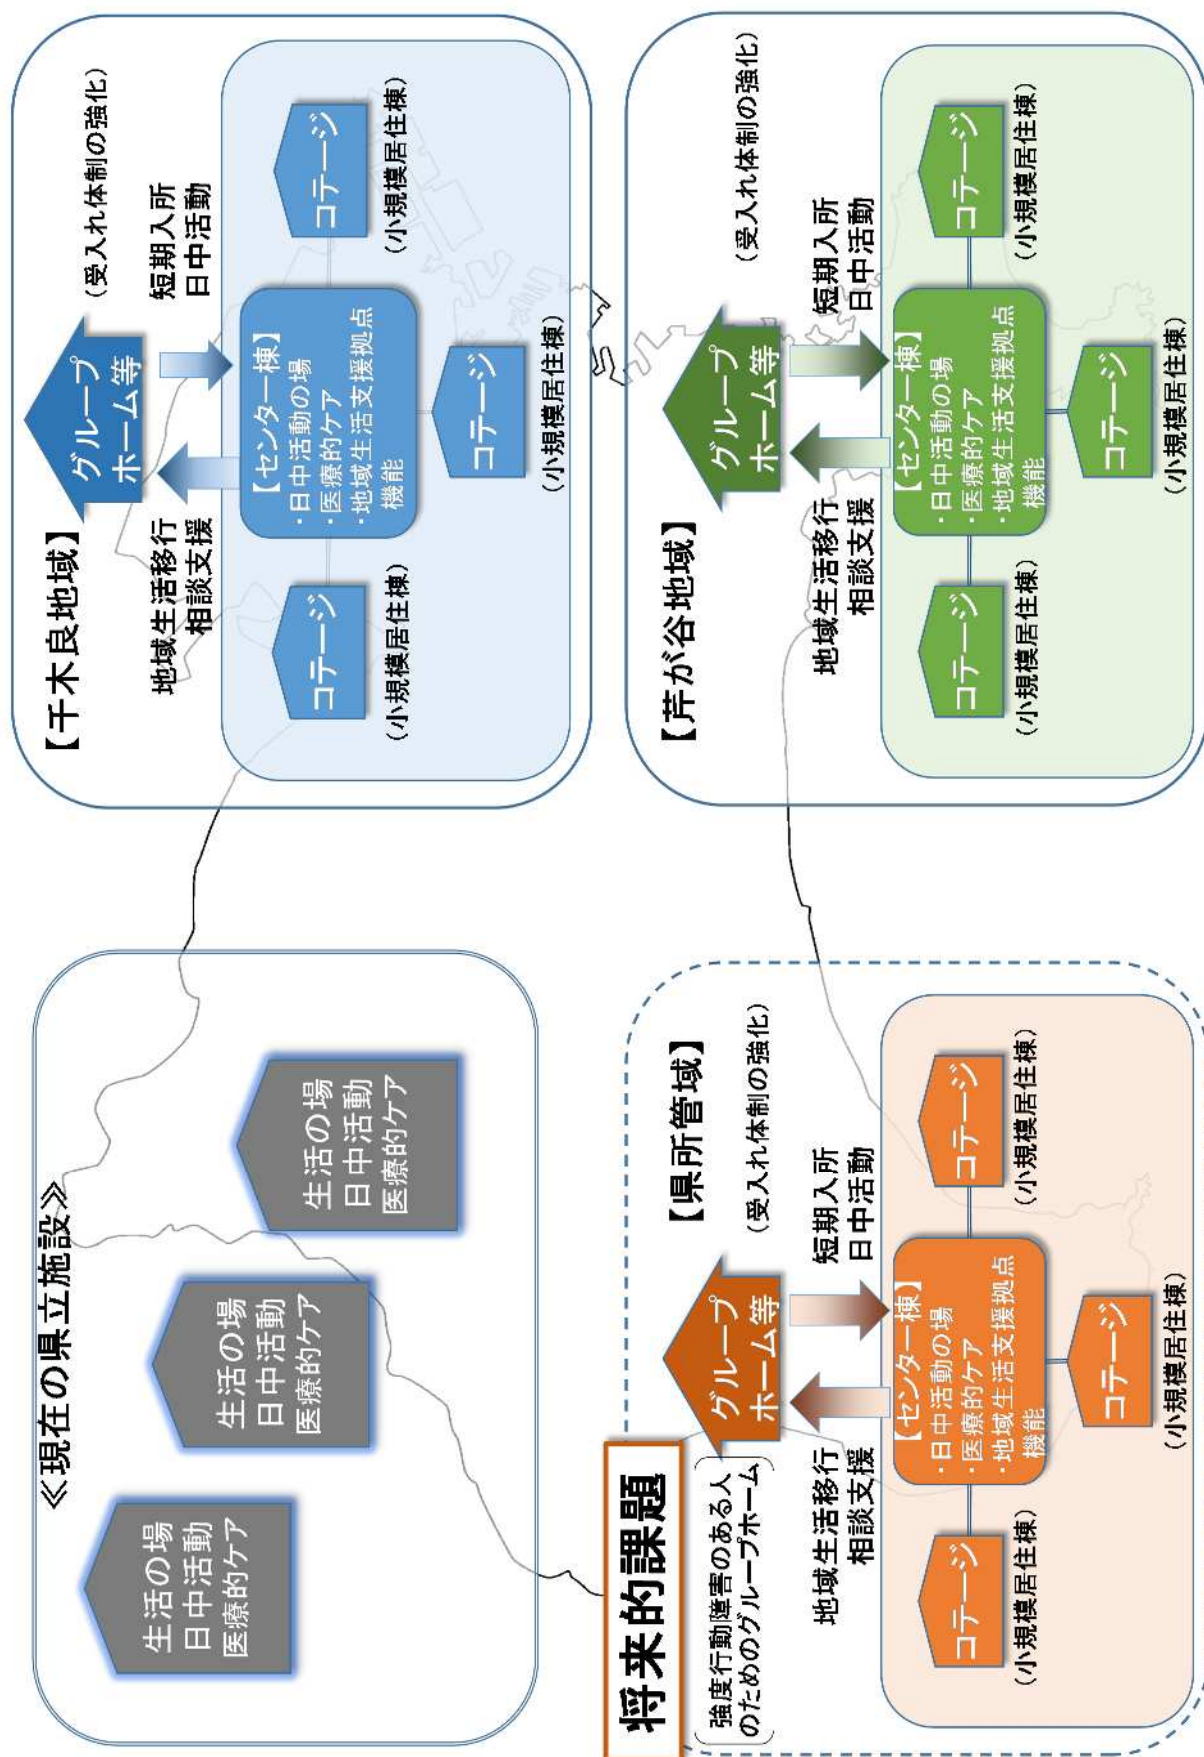 ≪現在の県立施設≫
生活の場
日中活動
医療的ケア
生活の場
日中活動
医療的ケア
生活の場
日中活動
医療的ケア
【千木良地域】
グループ
ホーム等
（受入れ体制の強化）
地域生活移行
相談支援
短期入所
日中活動
【センター棟】
・日中活動の場
・医療的ケア
・地域生活支援拠点
機能
コテージ
（小規模居住棟）
コテージ
（小規模居住棟）
コテージ
（小規模居住棟）
将来的課題
強度行動障害のある人
のためのグループホーム
【県所管域】
グループ
ホーム等
（受入れ体制の強化）
地域生活移行
相談支援
短期入所
日中活動
【センター棟】
・日中活動の場
・医療的ケア
・地域生活支援拠点
機能
コテージ
（小規模居住棟）
コテージ
（小規模居住棟）
コテージ
（小規模居住棟）
【芹が谷地域】
グループ
ホーム等
（受入れ体制の強化）
地域生活移行
相談支援
短期入所
日中活動
【センター棟】
・日中活動の場
・医療的ケア
・地域生活支援拠点
機能
コテージ
（小規模居住棟）
コテージ
（小規模居住棟）
コテージ
（小規模居住棟）